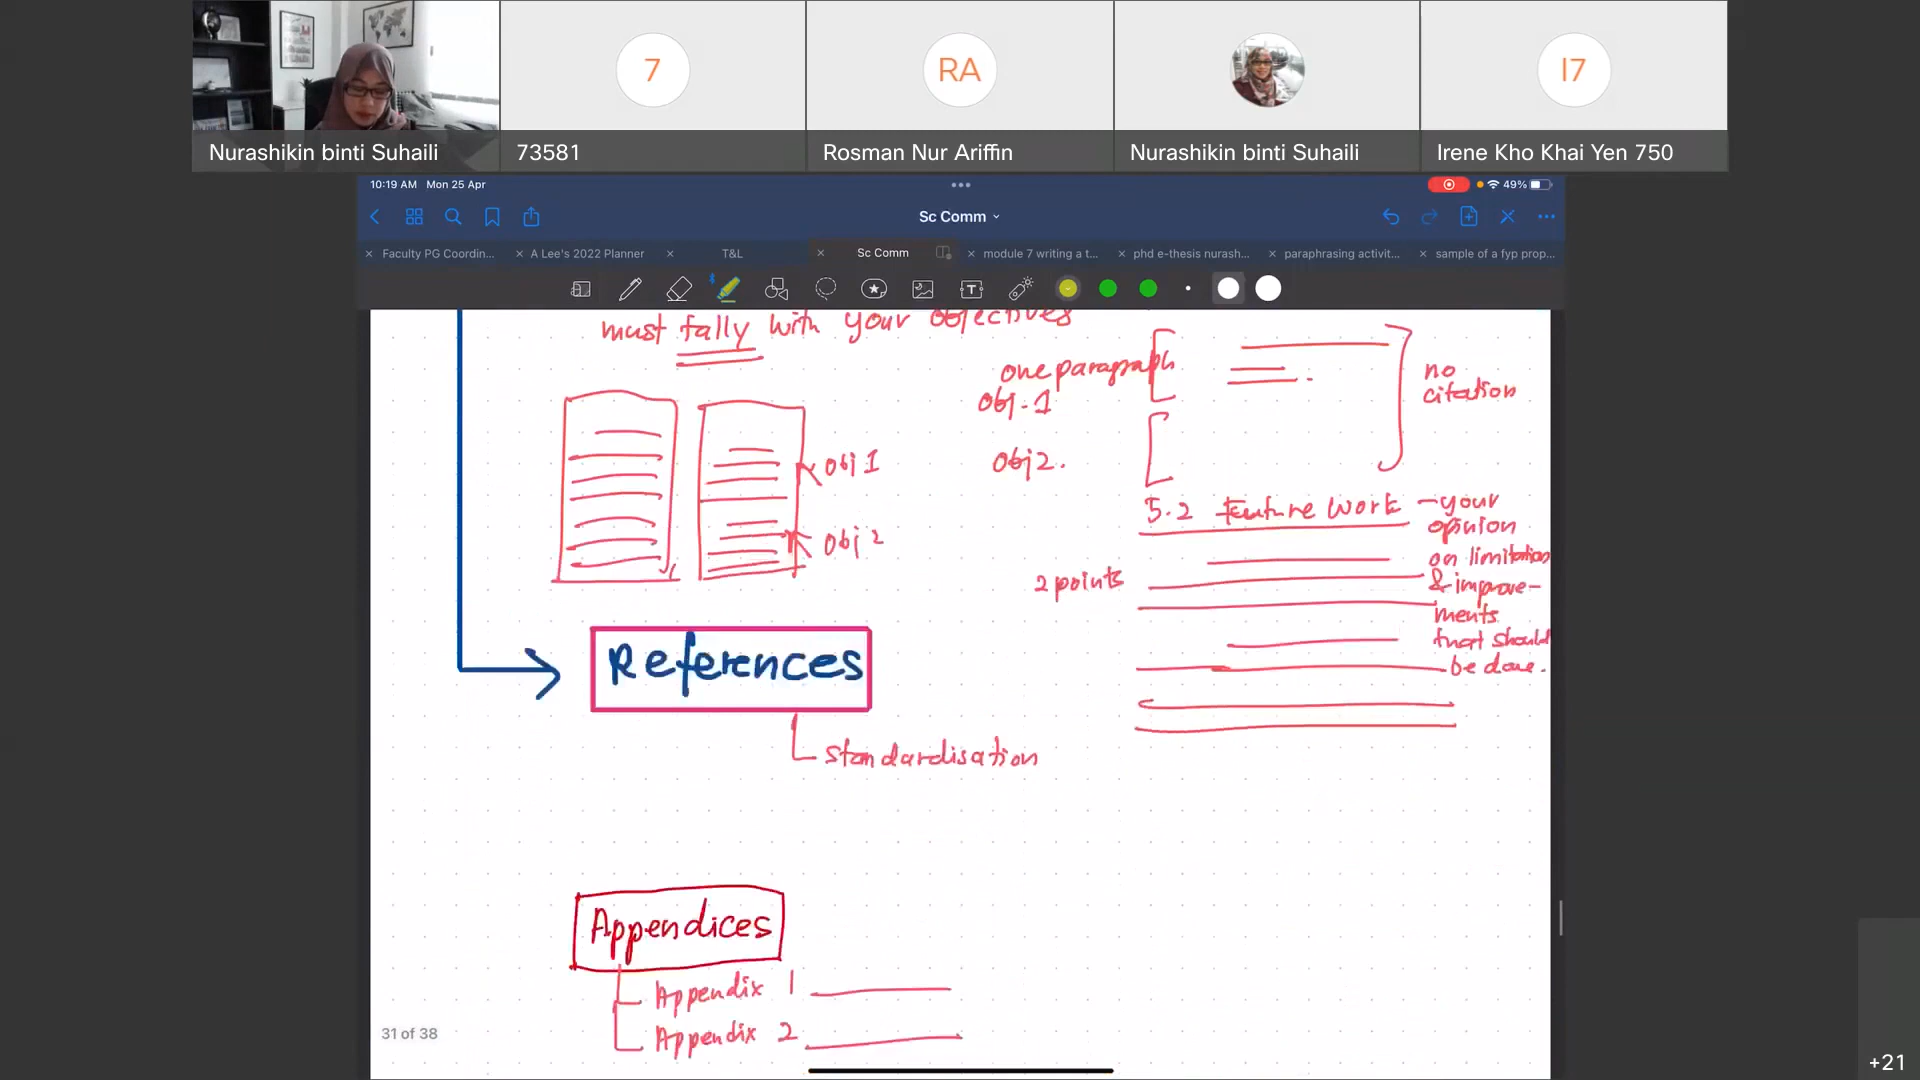 7
RA
I7
Nurashikin binti Suhaili
73581
Rosman Nur Ariffin
Nurashikin binti Suhaili
Irene Kho Khai Yen 750
10:19 AM Mon 25 Apr
49%
Sc Comm
Faculty PG Coordin...
A Lee's 2022 Planner
T&L
Sc Comm
module 7 writing a t...
phd e-thesis nurash...
paraphrasing activit...
sample of a fyp prop...
must tally with your objectives
one paragraph
obj. 1
obj 2.
no
citation
obj 1
obj 2
5.2 Future work - your
opinion
on limitation
& improve-
ments
that should
be done.
2 points
References
standardisation
Appendices
Appendix 1
Appendix 2
31 of 38
+21